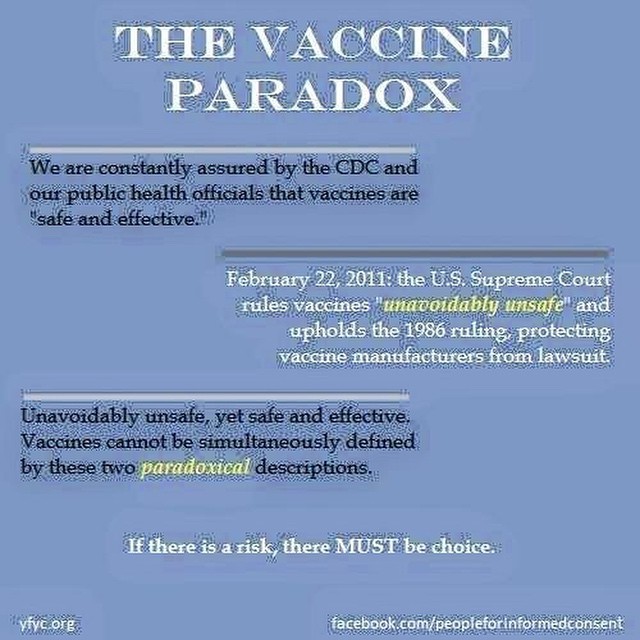 THE VACCINE
PARADOX
We are constantly assured by the CDC and
our public health officials that vaccines are
"safe and effective."
February 22, 2011: the U.S. Supreme Court
rules vaccines "unavoidably unsafe" and
upholds the 1986 ruling, protecting
vaccine manufacturers from lawsuit.
Unavoidably unsafe, yet safe and effective.
Vaccines cannot be simultaneously defined
by these two paradoxical descriptions.
If there is a risk, there MUST be choice.
yfyc.org
facebook.com/peopleforinformedconsent